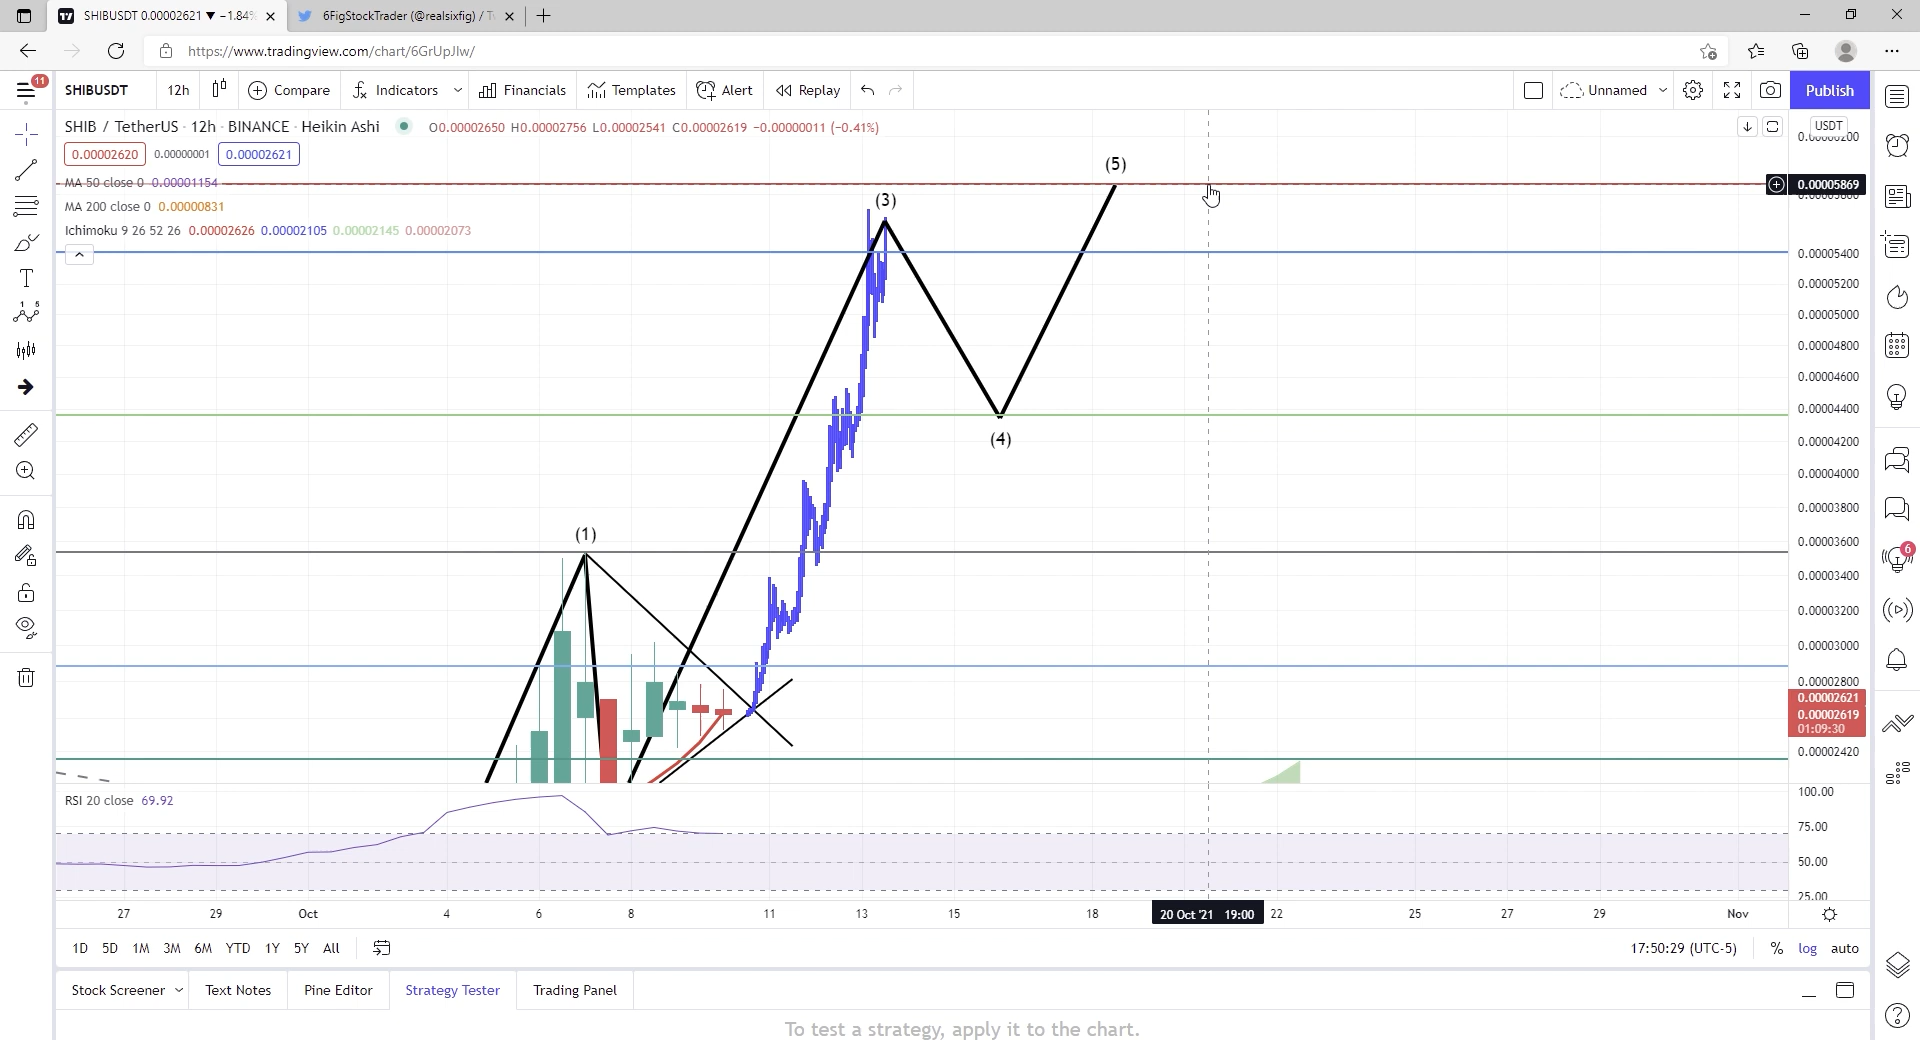 SHIBUSDT 0.00002621 ▼ −1.84%
6FigStockTrader (@realsixfig) /
https://www.tradingview.com/chart/6GrUpJIw/
11
SHIBUSDT 12h Compare Indicators Financials Templates Alert Replay Unnamed Publish
SHIB / TetherUS · 12h · BINANCE · Heikin Ashi O0.00002650 H0.00002756 L0.00002541 C0.00002619 −0.00000011 (−0.41%)
USDT
0.00002620 0.00000001 0.00002621
MA 50 close 0 0.00001154
MA 200 close 0 0.00000831
Ichimoku 9 26 52 26 0.00002626 0.00002105 0.00002145 0.00002073
(5)
(3)
(4)
(1)
0.00005869
0.00005400
0.00005200
0.00005000
0.00004800
0.00004600
0.00004400
0.00004200
0.00004000
0.00003800
0.00003600
0.00003400
0.00003200
0.00003000
0.00002800
0.00002621
0.00002619
01:09:30
0.00002420
6
RSI 20 close 69.92
100.00
75.00
50.00
25.00
27 29 Oct 4 6 8 11 13 15 18 20 Oct '21 19:00 22 25 27 29 Nov
1D 5D 1M 3M 6M YTD 1Y 5Y All 17:50:29 (UTC-5) % log auto
Stock Screener Text Notes Pine Editor Strategy Tester Trading Panel
To test a strategy, apply it to the chart.